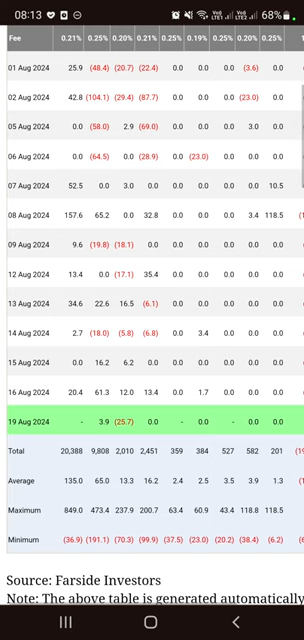 08:13 68%
Fee 0.21% 0.25% 0.20% 0.21% 0.25% 0.19% 0.25% 0.20% 0.25%
01 Aug 2024 25.9 (48.4) (20.7) (22.4) 0.0 0.0 0.0 (3.6) 0.0
02 Aug 2024 42.8 (104.1) (29.4) (87.7) 0.0 0.0 0.0 (23.0) 0.0
05 Aug 2024 0.0 (58.0) 2.9 (69.0) 0.0 0.0 0.0 3.0 0.0
06 Aug 2024 0.0 (64.5) 0.0 (28.9) 0.0 (23.0) 0.0 0.0 0.0
07 Aug 2024 52.5 0.0 3.0 0.0 0.0 0.0 0.0 0.0 10.5
08 Aug 2024 157.6 65.2 0.0 32.8 0.0 0.0 0.0 3.4 118.5
09 Aug 2024 9.6 (19.8) (18.1) 0.0 0.0 0.0 0.0 0.0 0.0
12 Aug 2024 13.4 0.0 (17.1) 35.4 0.0 0.0 0.0 0.0 0.0
13 Aug 2024 34.6 22.6 16.5 (6.1) 0.0 0.0 0.0 0.0 0.0
14 Aug 2024 2.7 (18.0) (5.8) (6.8) 0.0 3.4 0.0 0.0 0.0
15 Aug 2024 0.0 16.2 6.2 0.0 0.0 0.0 0.0 0.0 0.0
16 Aug 2024 20.4 61.3 12.0 13.4 0.0 1.7 0.0 0.0 0.0
19 Aug 2024 - 3.9 (25.7) 0.0 - 0.0 - 0.0 0.0
Total 20,388 9,808 2,010 2,451 359 384 527 582 201
Average 135.0 65.0 13.3 16.2 2.4 2.5 3.5 3.9 1.3
Maximum 849.0 473.4 237.9 200.7 63.4 60.9 43.4 118.8 118.5
Minimum (36.9) (191.1) (70.3) (99.9) (37.5) (23.0) (20.2) (38.4) (6.2)
Source: Farside Investors
Note: The above table is generated automatically